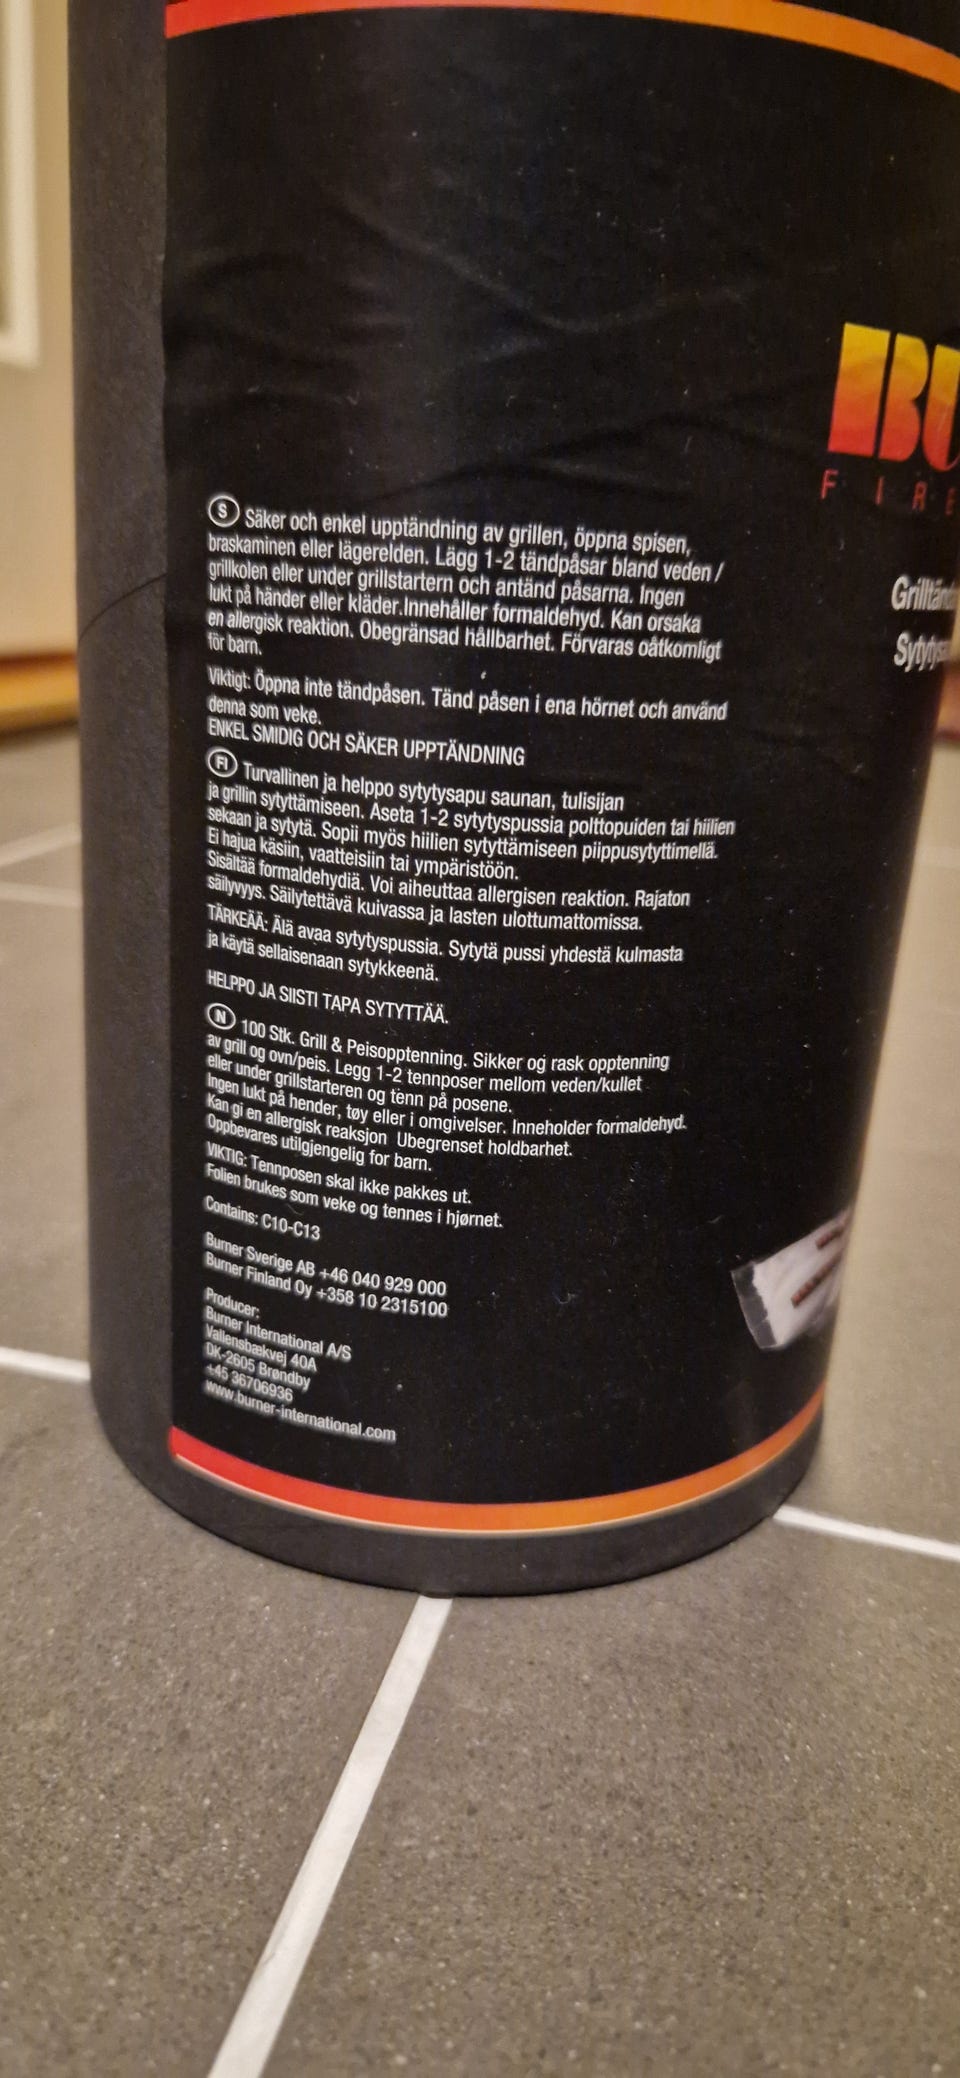 BU
FIRE
Grilltänd
Sytytys
S Säker och enkel upptändning av grillen, öppna spisen,
braskaminen eller lägerelden. Lägg 1-2 tändpåsar bland veden /
grillkolen eller under grillstartern och antänd påsarna. Ingen
lukt på händer eller kläder.Innehåller formaldehyd. Kan orsaka
en allergisk reaktion. Obegränsad hållbarhet. Förvaras oåtkomligt
för barn.
Viktigt: Öppna inte tändpåsen. Tänd påsen i ena hörnet och använd
denna som veke.
ENKEL SMIDIG OCH SÄKER UPPTÄNDNING
FI Turvallinen ja helppo sytytysapu saunan, tulisijan
ja grillin sytyttämiseen. Aseta 1-2 sytytyspussia polttopuiden tai hiilien
sekaan ja sytytä. Sopii myös hiilien sytyttämiseen piippusytyttimellä.
Ei hajua käsiin, vaatteisiin tai ympäristöön.
Sisältää formaldehydiä. Voi aiheuttaa allergisen reaktion. Rajaton
säilyvyys. Säilytettävä kuivassa ja lasten ulottumattomissa.
TÄRKEÄÄ: Älä avaa sytytyspussia. Sytytä pussi yhdestä kulmasta
ja käytä sellaisenaan sytykkeenä.
HELPPO JA SIISTI TAPA SYTYTTÄÄ.
N 100 Stk. Grill & Peisopptenning. Sikker og rask opptenning
av grill og ovn/peis. Legg 1-2 tennposer mellom veden/kullet
eller under grillstarteren og tenn på posene.
Ingen lukt på hender, tøy eller i omgivelser. Inneholder formaldehyd.
Kan gi en allergisk reaksjon Ubegrenset holdbarhet.
Oppbevares utilgjengelig for barn.
VIKTIG: Tennposen skal ikke pakkes ut.
Folien brukes som veke og tennes i hjørnet.
Contains: C10-C13
Burner Sverige AB +46 040 929 000
Burner Finland Oy +358 10 2315100
Producer:
Burner International A/S
Vallensbækvej 40A
DK-2605 Brøndby
+45 36706936
www.burner-international.com